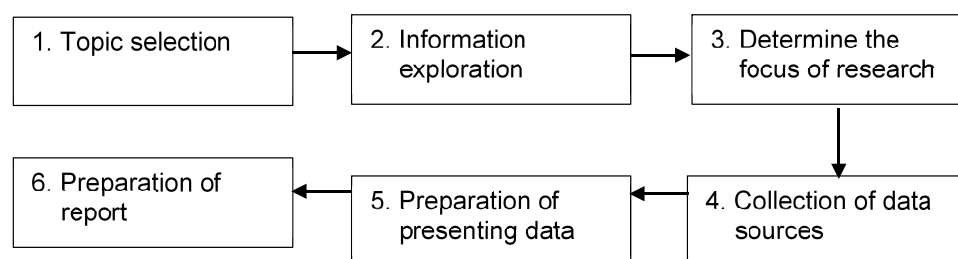 1. Topic selection
2. Information
exploration
3. Determine the
focus of research
4. Collection of data
sources
5. Preparation of
presenting data
6. Preparation of
report